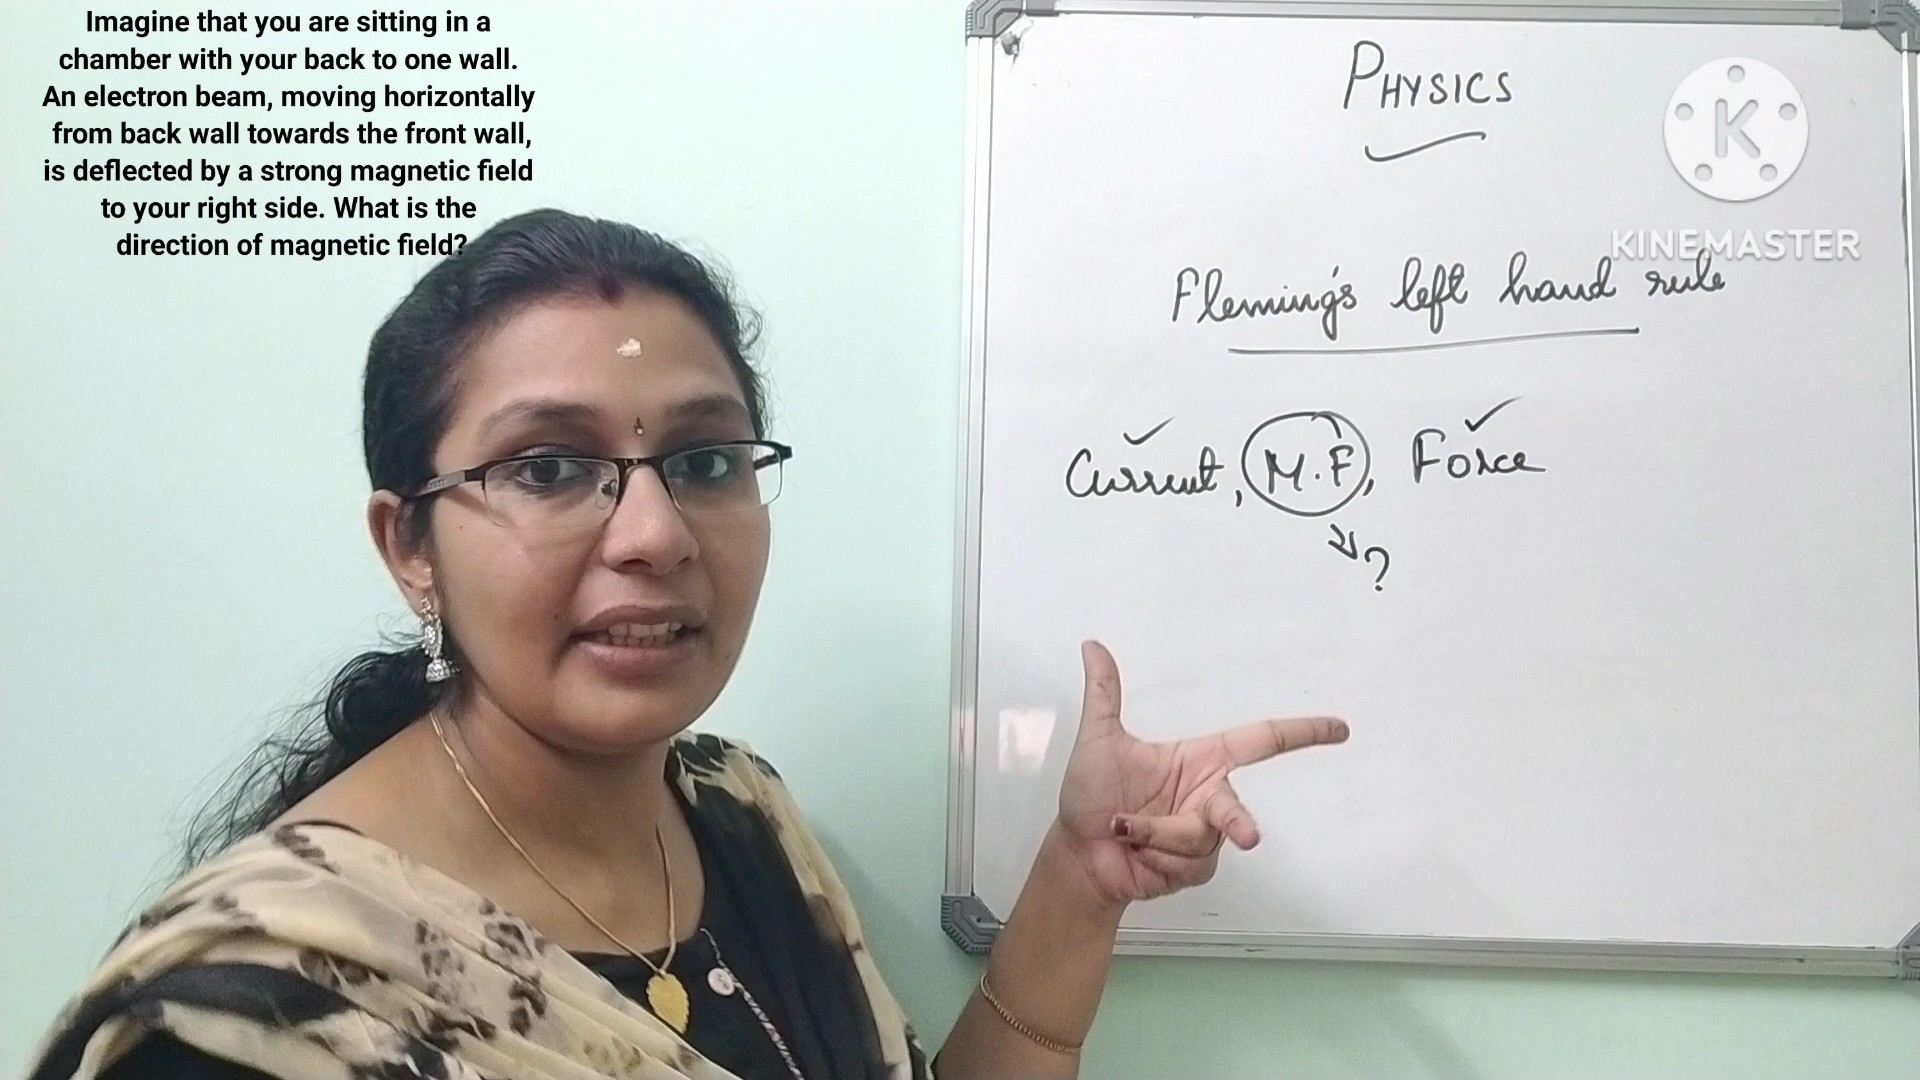 Imagine that you are sitting in a
chamber with your back to one wall.
An electron beam, moving horizontally
from back wall towards the front wall,
is deflected by a strong magnetic field
to your right side. What is the
direction of magnetic field?
PHYSICS
K
KINEMASTER
Fleming's left hand rule
Current, M.F, Force
?